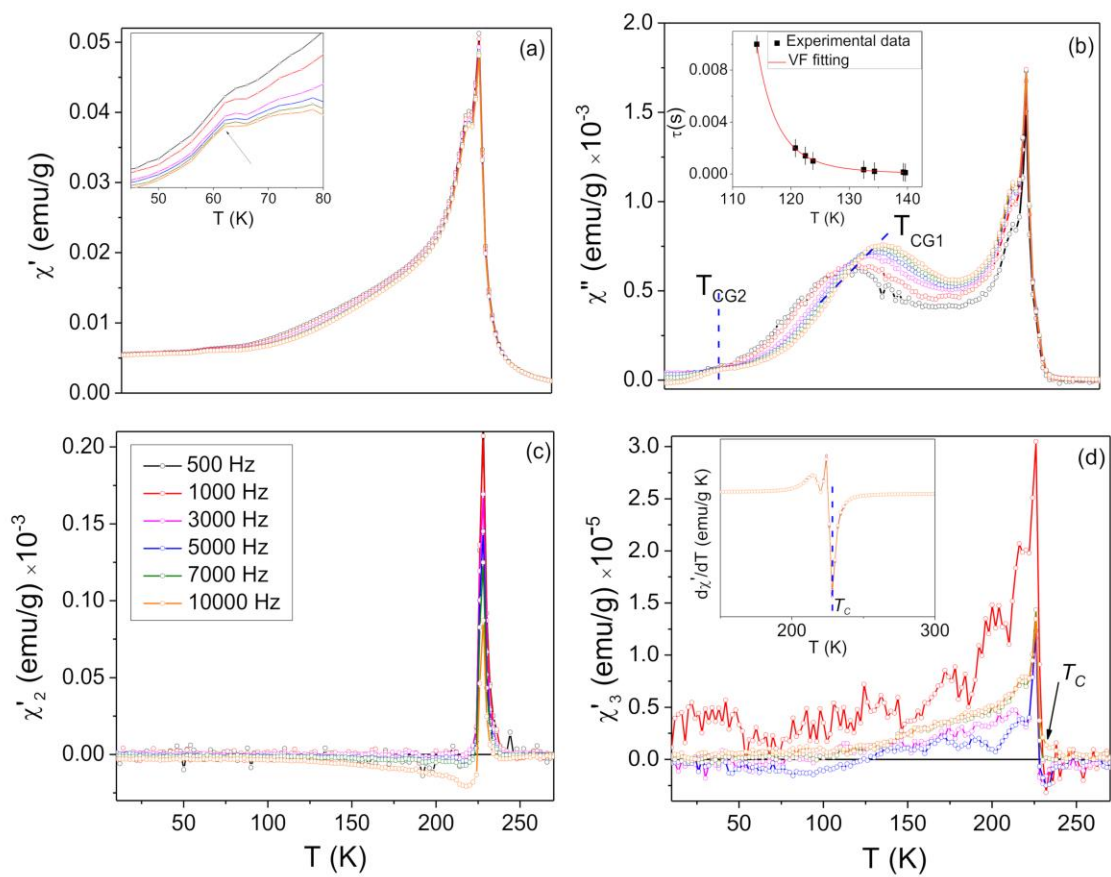 (a)
χ' (emu/g)
0.05
0.04
0.03
0.02
0.01
0.00
50 60 70 80
T (K)
(b)
χ" (emu/g) ×10⁻³
2.0
1.5
1.0
0.5
0.0
Experimental data
VF fitting
τ(s)
0.008
0.004
0.000
110 120 130 140
T (K)
T_CG1
T_CG2
(c)
χ'₂ (emu/g) ×10⁻³
0.20
0.15
0.10
0.05
0.00
500 Hz
1000 Hz
3000 Hz
5000 Hz
7000 Hz
10000 Hz
50 100 150 200 250
T (K)
(d)
χ'₃ (emu/g) ×10⁻⁵
3.0
2.5
2.0
1.5
1.0
0.5
0.0
dχ'/dT (emu/g K)
T_C
200 300
T (K)
T_C
50 100 150 200 250
T (K)